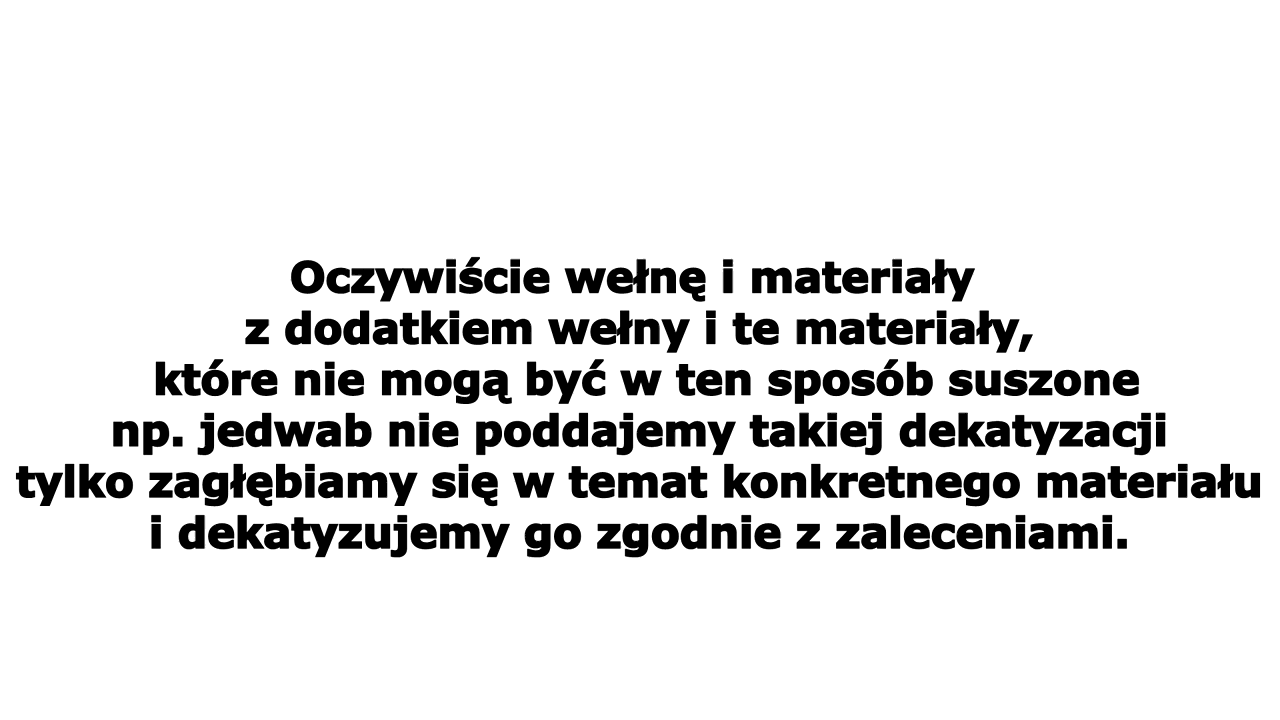 Oczywiście wełnę i materiały
z dodatkiem wełny i te materiały,
które nie mogą być w ten sposób suszone
np. jedwab nie poddajemy takiej dekatyzacji
tylko zagłębiamy się w temat konkretnego materiału
i dekatyzujemy go zgodnie z zaleceniami.